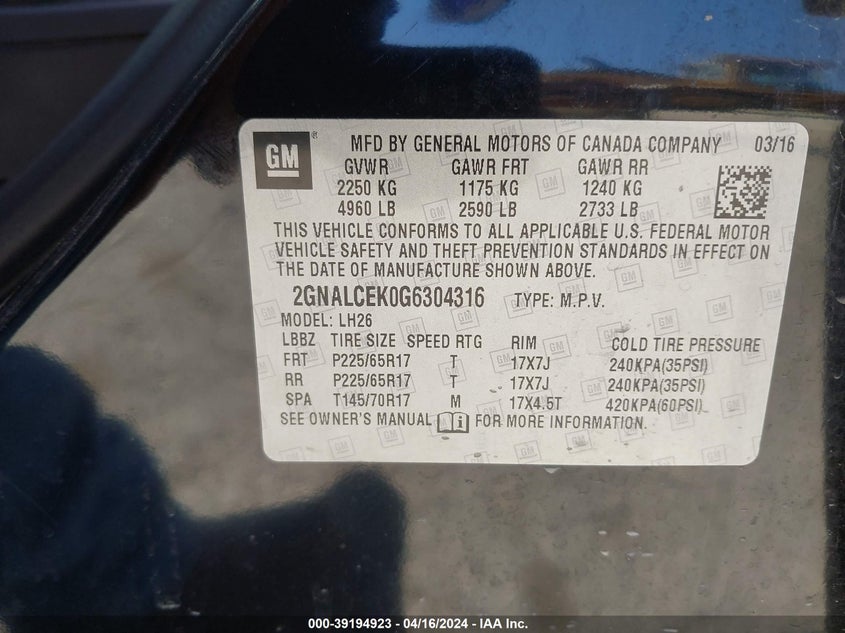 GM ® MFD BY GENERAL MOTORS OF CANADA COMPANY 03/16
GVWR GAWR FRT GAWR RR
2250 KG 1175 KG 1240 KG
4960 LB 2590 LB 2733 LB
THIS VEHICLE CONFORMS TO ALL APPLICABLE U.S. FEDERAL MOTOR
VEHICLE SAFETY AND THEFT PREVENTION STANDARDS IN EFFECT ON
THE DATE OF MANUFACTURE SHOWN ABOVE.
2GNALCEK0G6304316 TYPE: M.P.V.
MODEL: LH26
LBBZ TIRE SIZE SPEED RTG RIM COLD TIRE PRESSURE
FRT P225/65R17 T 17X7J 240KPA(35PSI)
RR P225/65R17 T 17X7J 240KPA(35PSI)
SPA T145/70R17 M 17X4.5T 420KPA(60PSI)
SEE OWNER'S MANUAL FOR MORE INFORMATION.
000-39194923 - 04/16/2024 - IAA Inc.